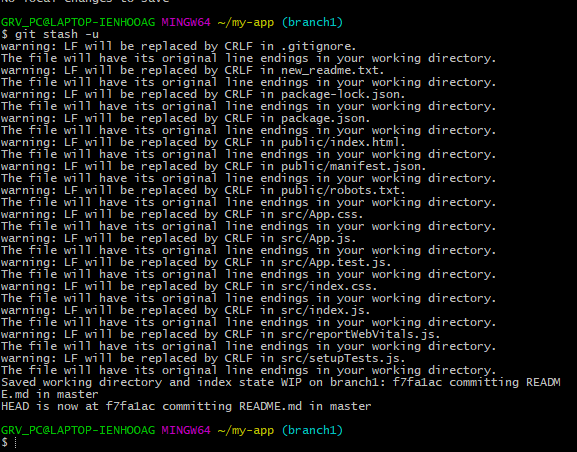 No local changes to save
GRV_PC@LAPTOP-IENHOOAG MINGW64 ~/my-app (branch1)
$ git stash -u
warning: LF will be replaced by CRLF in .gitignore.
The file will have its original line endings in your working directory.
warning: LF will be replaced by CRLF in new_readme.txt.
The file will have its original line endings in your working directory.
warning: LF will be replaced by CRLF in package-lock.json.
The file will have its original line endings in your working directory.
warning: LF will be replaced by CRLF in package.json.
The file will have its original line endings in your working directory.
warning: LF will be replaced by CRLF in public/index.html.
The file will have its original line endings in your working directory.
warning: LF will be replaced by CRLF in public/manifest.json.
The file will have its original line endings in your working directory.
warning: LF will be replaced by CRLF in public/robots.txt.
The file will have its original line endings in your working directory.
warning: LF will be replaced by CRLF in src/App.css.
The file will have its original line endings in your working directory.
warning: LF will be replaced by CRLF in src/App.js.
The file will have its original line endings in your working directory.
warning: LF will be replaced by CRLF in src/App.test.js.
The file will have its original line endings in your working directory.
warning: LF will be replaced by CRLF in src/index.css.
The file will have its original line endings in your working directory.
warning: LF will be replaced by CRLF in src/index.js.
The file will have its original line endings in your working directory.
warning: LF will be replaced by CRLF in src/reportWebVitals.js.
The file will have its original line endings in your working directory.
warning: LF will be replaced by CRLF in src/setupTests.js.
The file will have its original line endings in your working directory.
Saved working directory and index state WIP on branch1: f7fa1ac committing READM
E.md in master
HEAD is now at f7fa1ac committing README.md in master
GRV_PC@LAPTOP-IENHOOAG MINGW64 ~/my-app (branch1)
$